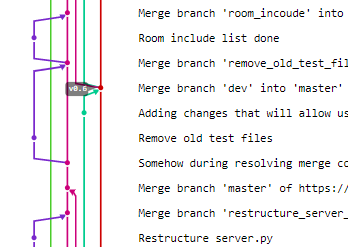 Merge branch 'room_incoude' into
Room include list done
Merge branch 'remove_old_test_fil
v0.6
Merge branch 'dev' into 'master'
Adding changes that will allow us
Remove old test files
Somehow during resolving merge co
Merge branch 'master' of https:/
Merge branch 'restructure_server_
Restructure server.py